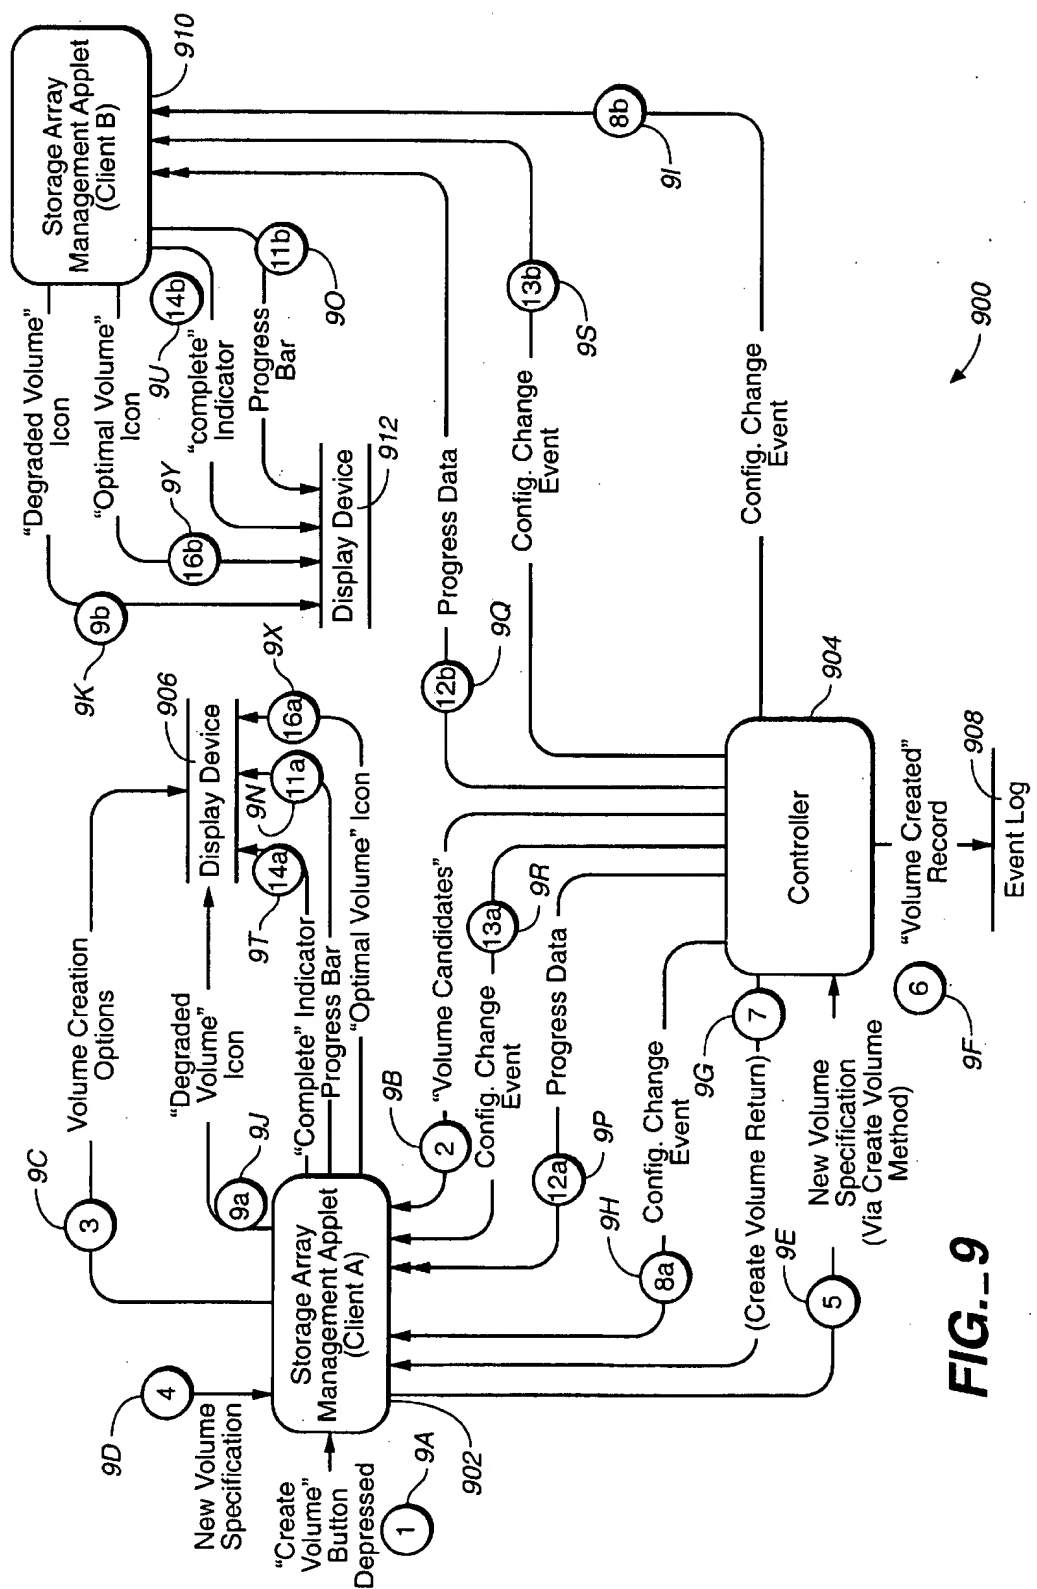 "Create
Volume"
Button
Depressed
1
9A
New Volume
Specification
4
9D
902
Storage Array
Management Applet
(Client A)
3
9C
Volume Creation
Options
9a
9J
"Degraded
Volume"
Icon
"Complete" Indicator
Progress Bar
"Optimal Volume" Icon
14a
9T
11a
9N
16a
9X
Display Device
906
2
9B
"Volume Candidates"
Config. Change
Event
13a
9R
12a
9P
Progress Data
8a
9H
Config. Change
Event
(Create Volume Return)
7
9G
5
9E
New Volume
Specification
(Via Create Volume
Method)
6
9F
Controller
904
"Volume Created"
Record
Event Log
908
9b
9K
"Degraded Volume"
Icon
"Optimal Volume"
Icon
16b
9Y
"complete"
Indicator
14b
9U
Progress
Bar
11b
9O
Display Device
912
Storage Array
Management Applet
(Client B)
910
12b
9Q
Progress Data
Config. Change
Event
13b
9S
Config. Change
Event
8b
9I
900
FIG._9